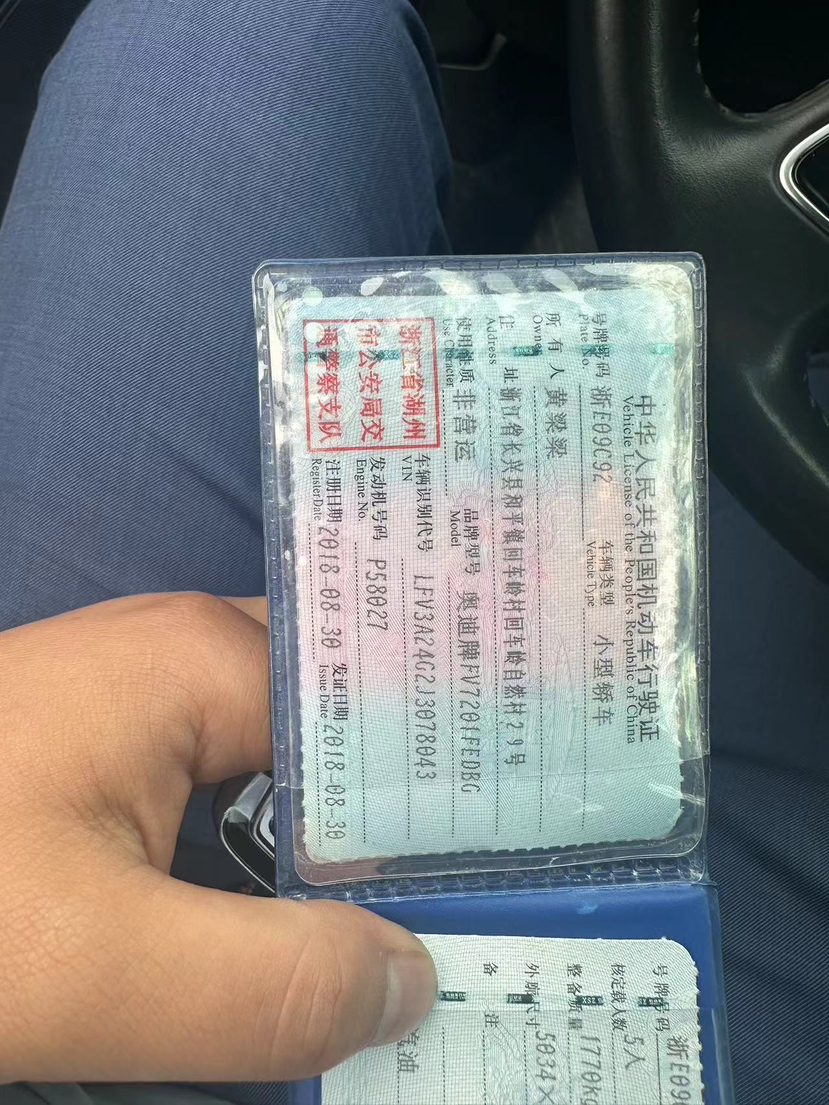 中华人民共和国机动车行驶证
Vehicle License of the People's Republic of China
号牌号码 浙E09C92 车辆类型 小型轿车
Plate No. Vehicle Type
所有人 黄梁梁
Owner
住址 浙江省长兴县和平镇回车岭村回车岭自然村29号
Address
使用性质 非营运 品牌型号 奥迪牌FV7201FEDBG
Use Character Model
浙江省湖州
市公安局交
通警察支队
车辆识别代号 LFV3A24G2J3078043
VIN
发动机号码 P58027
Engine No.
注册日期 2018-08-30 发证日期 2018-08-30
Register Date Issue Date
号牌号码 浙E09
核定载人数 5人
整备质量 1770kg
外廓尺寸 5034×
备注
汽油